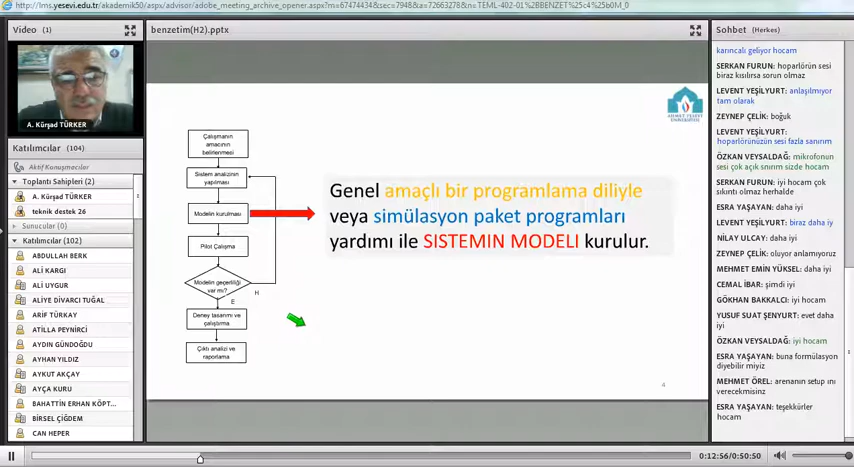 http://lms.yesevi.edu.tr/akademik50/aspx/advisor/adobe_meeting_archive_opener.aspx?m=67474434&sec=7948&a=72663278&n=TEML-402-01%2BBENZET%25c4%25b0M_0
Video (1)
A. Kürşad TÜRKER
Katılımcılar (104)
Aktif Konuşmacılar
Toplantı Sahipleri (2)
A. Kürşad TÜRKER
teknik destek 26
Sunucular (0)
Katılımcılar (102)
ABDULLAH BERK
ALİ KARGI
ALİ UYGUR
ALİYE DİVARCI TUĞAL
ARİF TÜRKAY
ATİLLA PEYNİRCİ
AYDIN GÜNDOĞDU
AYHAN YILDIZ
AYKUT AKÇAY
AYÇA KURU
BAHATTİN ERHAN KÖPT...
BİRSEL ÇİĞDEM
CAN HEPER
benzetim(H2).pptx
AHMET YESEVİ
ÜNİVERSİTESİ
Çalışmanın
amacının
belirlenmesi
Sistem analizinin
yapılması
Modelin kurulması
Pilot Çalışma
Modelin geçerliliği
var mı?
H
E
Deney tasarımı ve
çalıştırma
Çıktı analizi ve
raporlama
Genel amaçlı bir programlama diliyle
veya simülasyon paket programları
yardımı ile SISTEMIN MODELI kurulur.
4
Sohbet (Herkes)
karıncalı geliyor hocam
SERKAN FURUN: hoparlörün sesi
biraz kısılırsa sorun olmaz
LEVENT YEŞİLYURT: anlaşılmıyor
tam olarak
ZEYNEP ÇELİK: boğuk
LEVENT YEŞİLYURT:
hoparlörünüzün sesi fazla sanırım
ÖZKAN VEYSALDAĞ: mikrofonun
sesi çok açık sınırım sizde hocam
SERKAN FURUN: iyi hocam çok
sıkıntı olmaz herhalde
ESRA YAŞAYAN: daha iyi
LEVENT YEŞİLYURT: biraz daha iy
NİLAY ULCAY: daha iyi
ZEYNEP ÇELİK: oluyor anlamıyoruz
MEHMET EMİN YÜKSEL: daha iyi
CEMAL İBAR: şimdi iyi
GÖKHAN BAKKALCI: iyi hocam
YUSUF SUAT ŞENYURT: evet daha
iyi
ÖZKAN VEYSALDAĞ: iyi hocam
ESRA YAŞAYAN: buna formülasyon
diyebilir miyiz
MEHMET ÖREL: arenanın setup ını
verecekmisinz
ESRA YAŞAYAN: teşekkürler
hocam
0:12:56/0:50:50